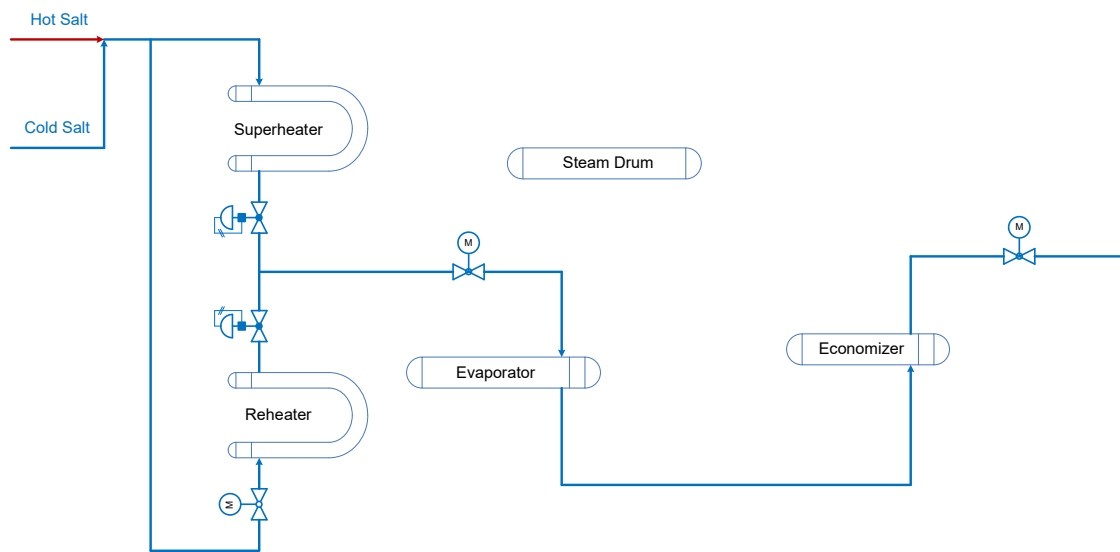 Hot Salt
Cold Salt
Superheater
Steam Drum
M
M
Economizer
Evaporator
Reheater
M